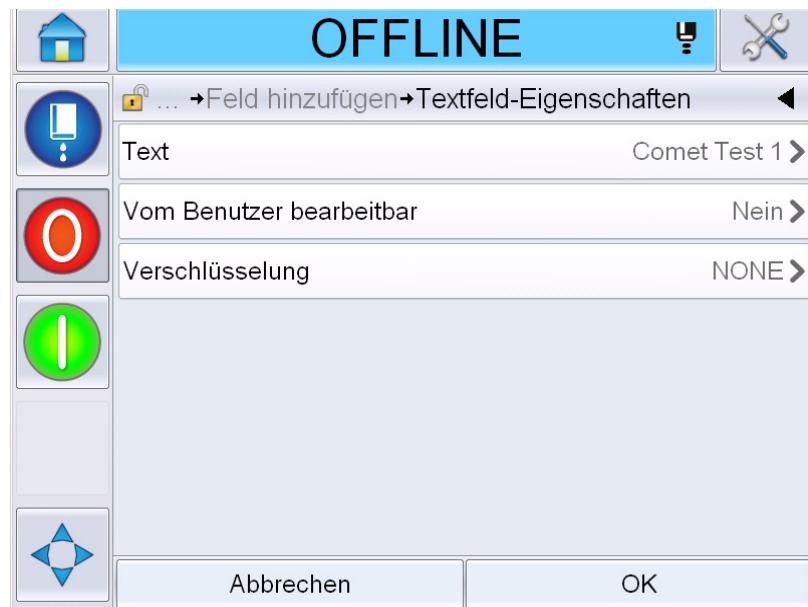 OFFLINE
... →Feld hinzufügen→Textfeld-Eigenschaften
Text Comet Test 1
Vom Benutzer bearbeitbar Nein
Verschlüsselung NONE
Abbrechen OK